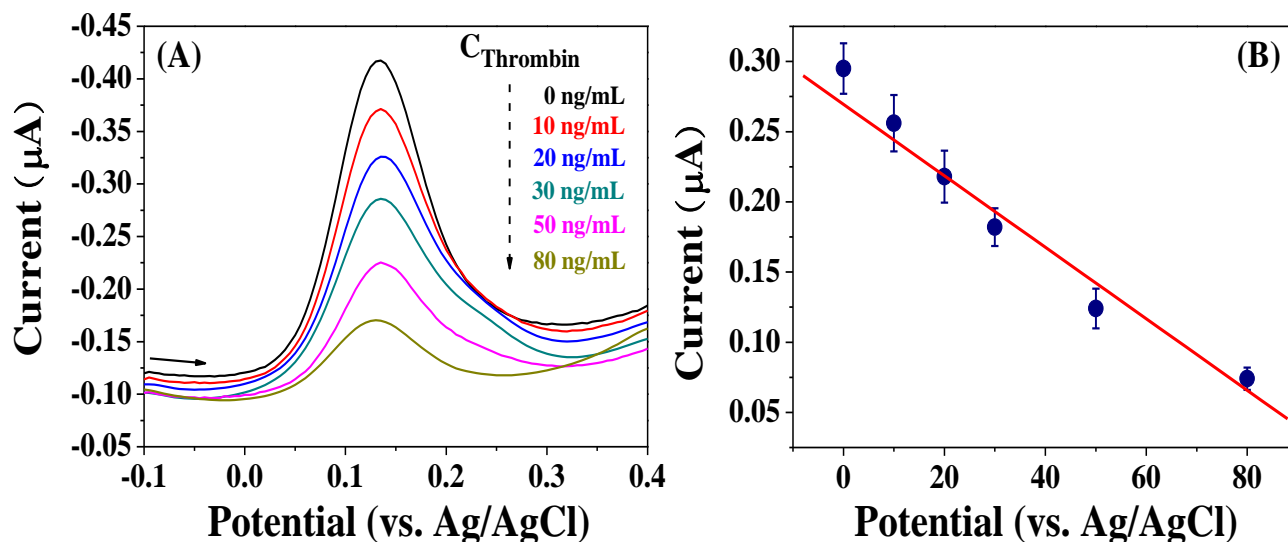 (A)
C_Thrombin
0 ng/mL
10 ng/mL
20 ng/mL
30 ng/mL
50 ng/mL
80 ng/mL
-0.45
-0.40
-0.35
-0.30
-0.25
-0.20
-0.15
-0.10
-0.05
Current (μA)
-0.1
0.0
0.1
0.2
0.3
0.4
Potential (vs. Ag/AgCl)
(B)
0.30
0.25
0.20
0.15
0.10
0.05
Current (μA)
0
20
40
60
80
Potential (vs. Ag/AgCl)